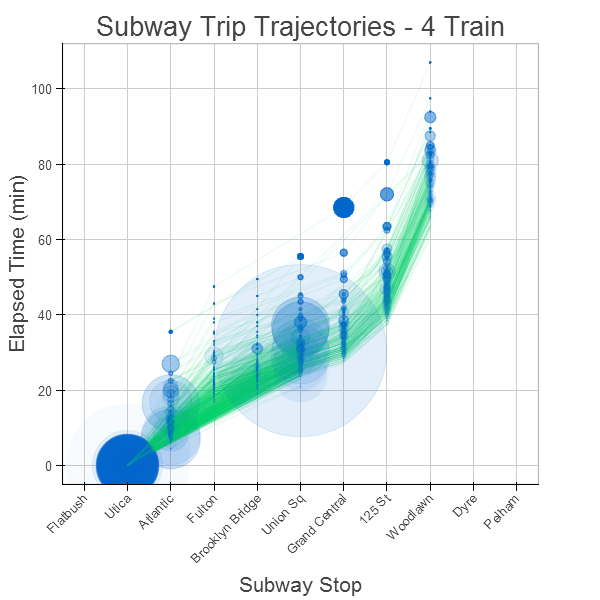 Subway Trip Trajectories - 4 Train
Elapsed Time (min)
100
80
60
40
20
0
Flatbush
Utica
Atlantic
Fulton
Brooklyn Bridge
Union Sq
Grand Central
125 St
Woodlawn
Dyre
Pelham
Subway Stop